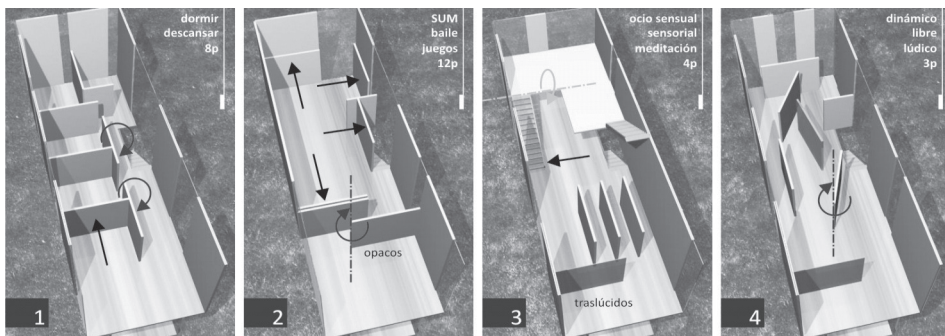 dormir
descansar
8p
1
SUM
baile
juegos
12p
opacos
2
ocio sensual
sensorial
meditación
4p
traslúcidos
3
dinámico
libre
lúdico
3p
4